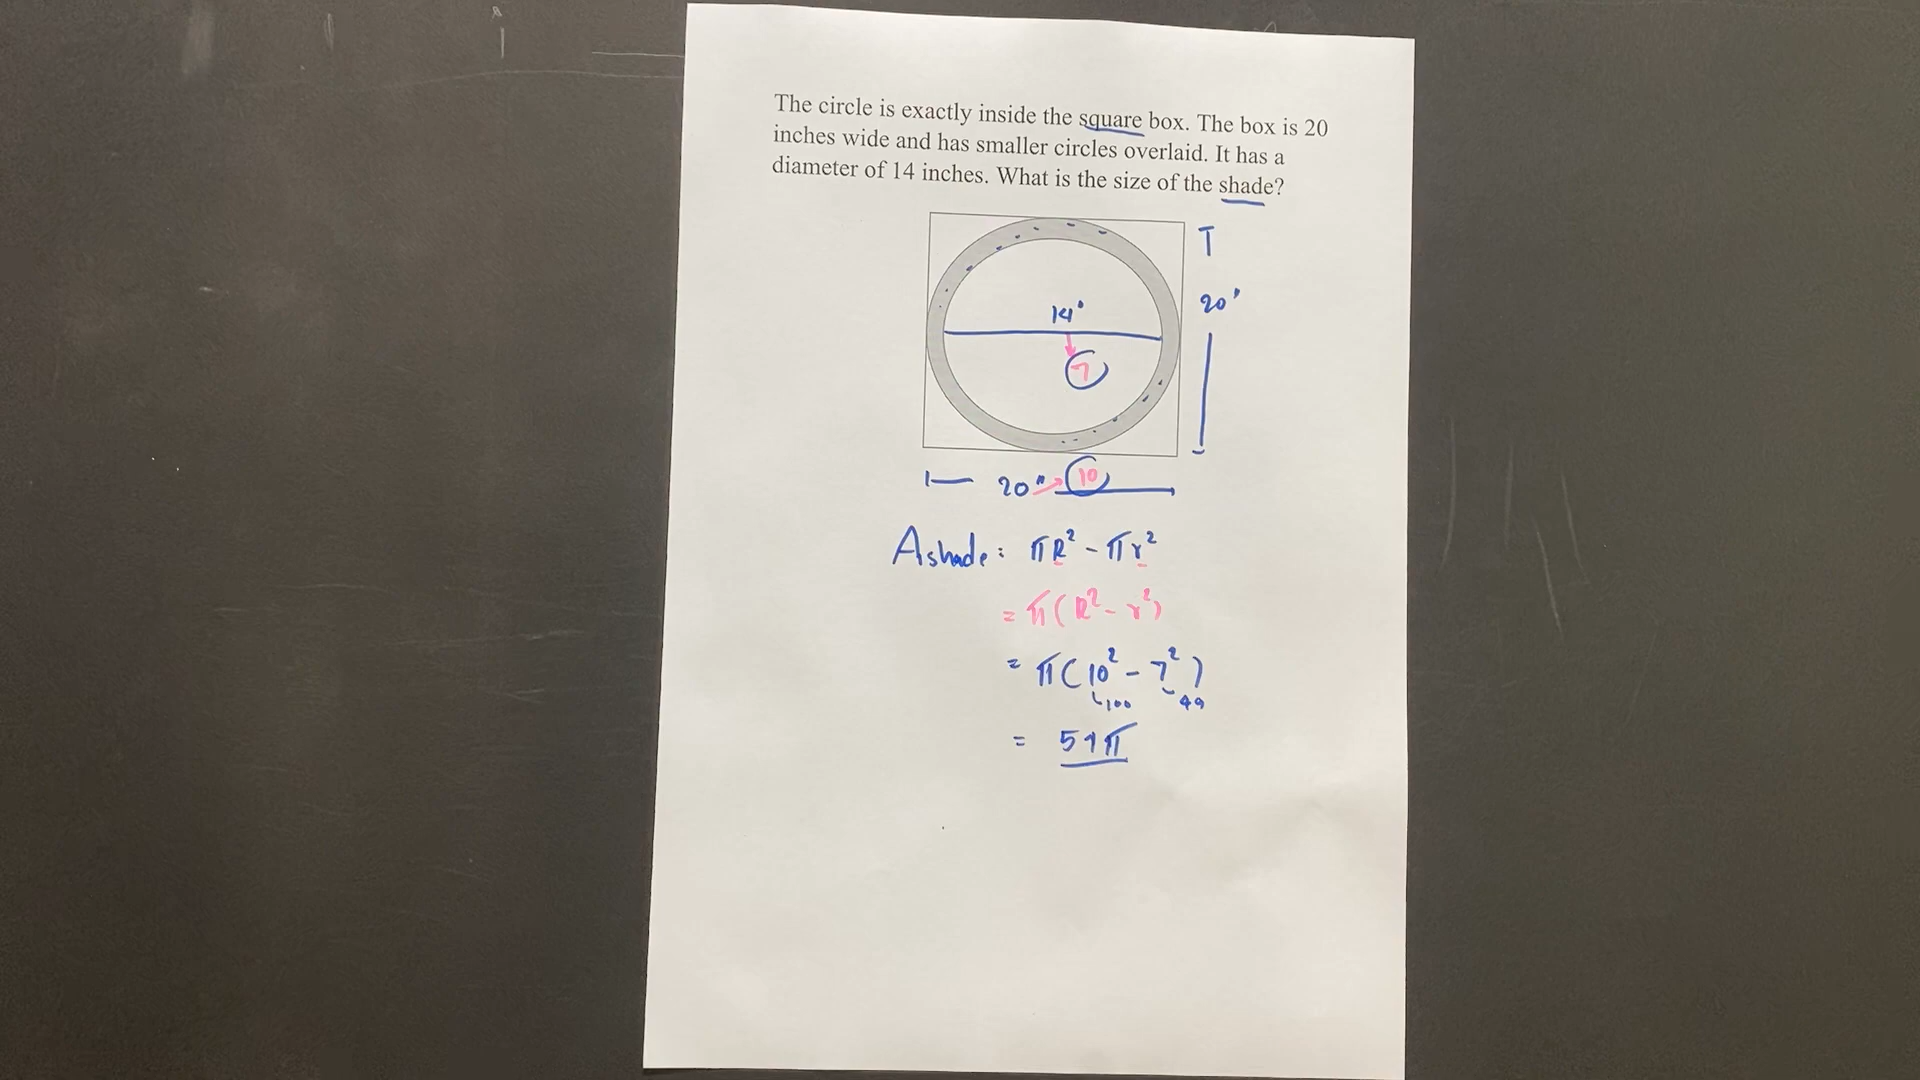 The circle is exactly inside the square box. The box is 20
inches wide and has smaller circles overlaid. It has a
diameter of 14 inches. What is the size of the shade?
14"
7
20'
20" → 10
A shade: πR² - πr²
= π(R² - r²)
= π(10² - 7²)
100 49
= 51π